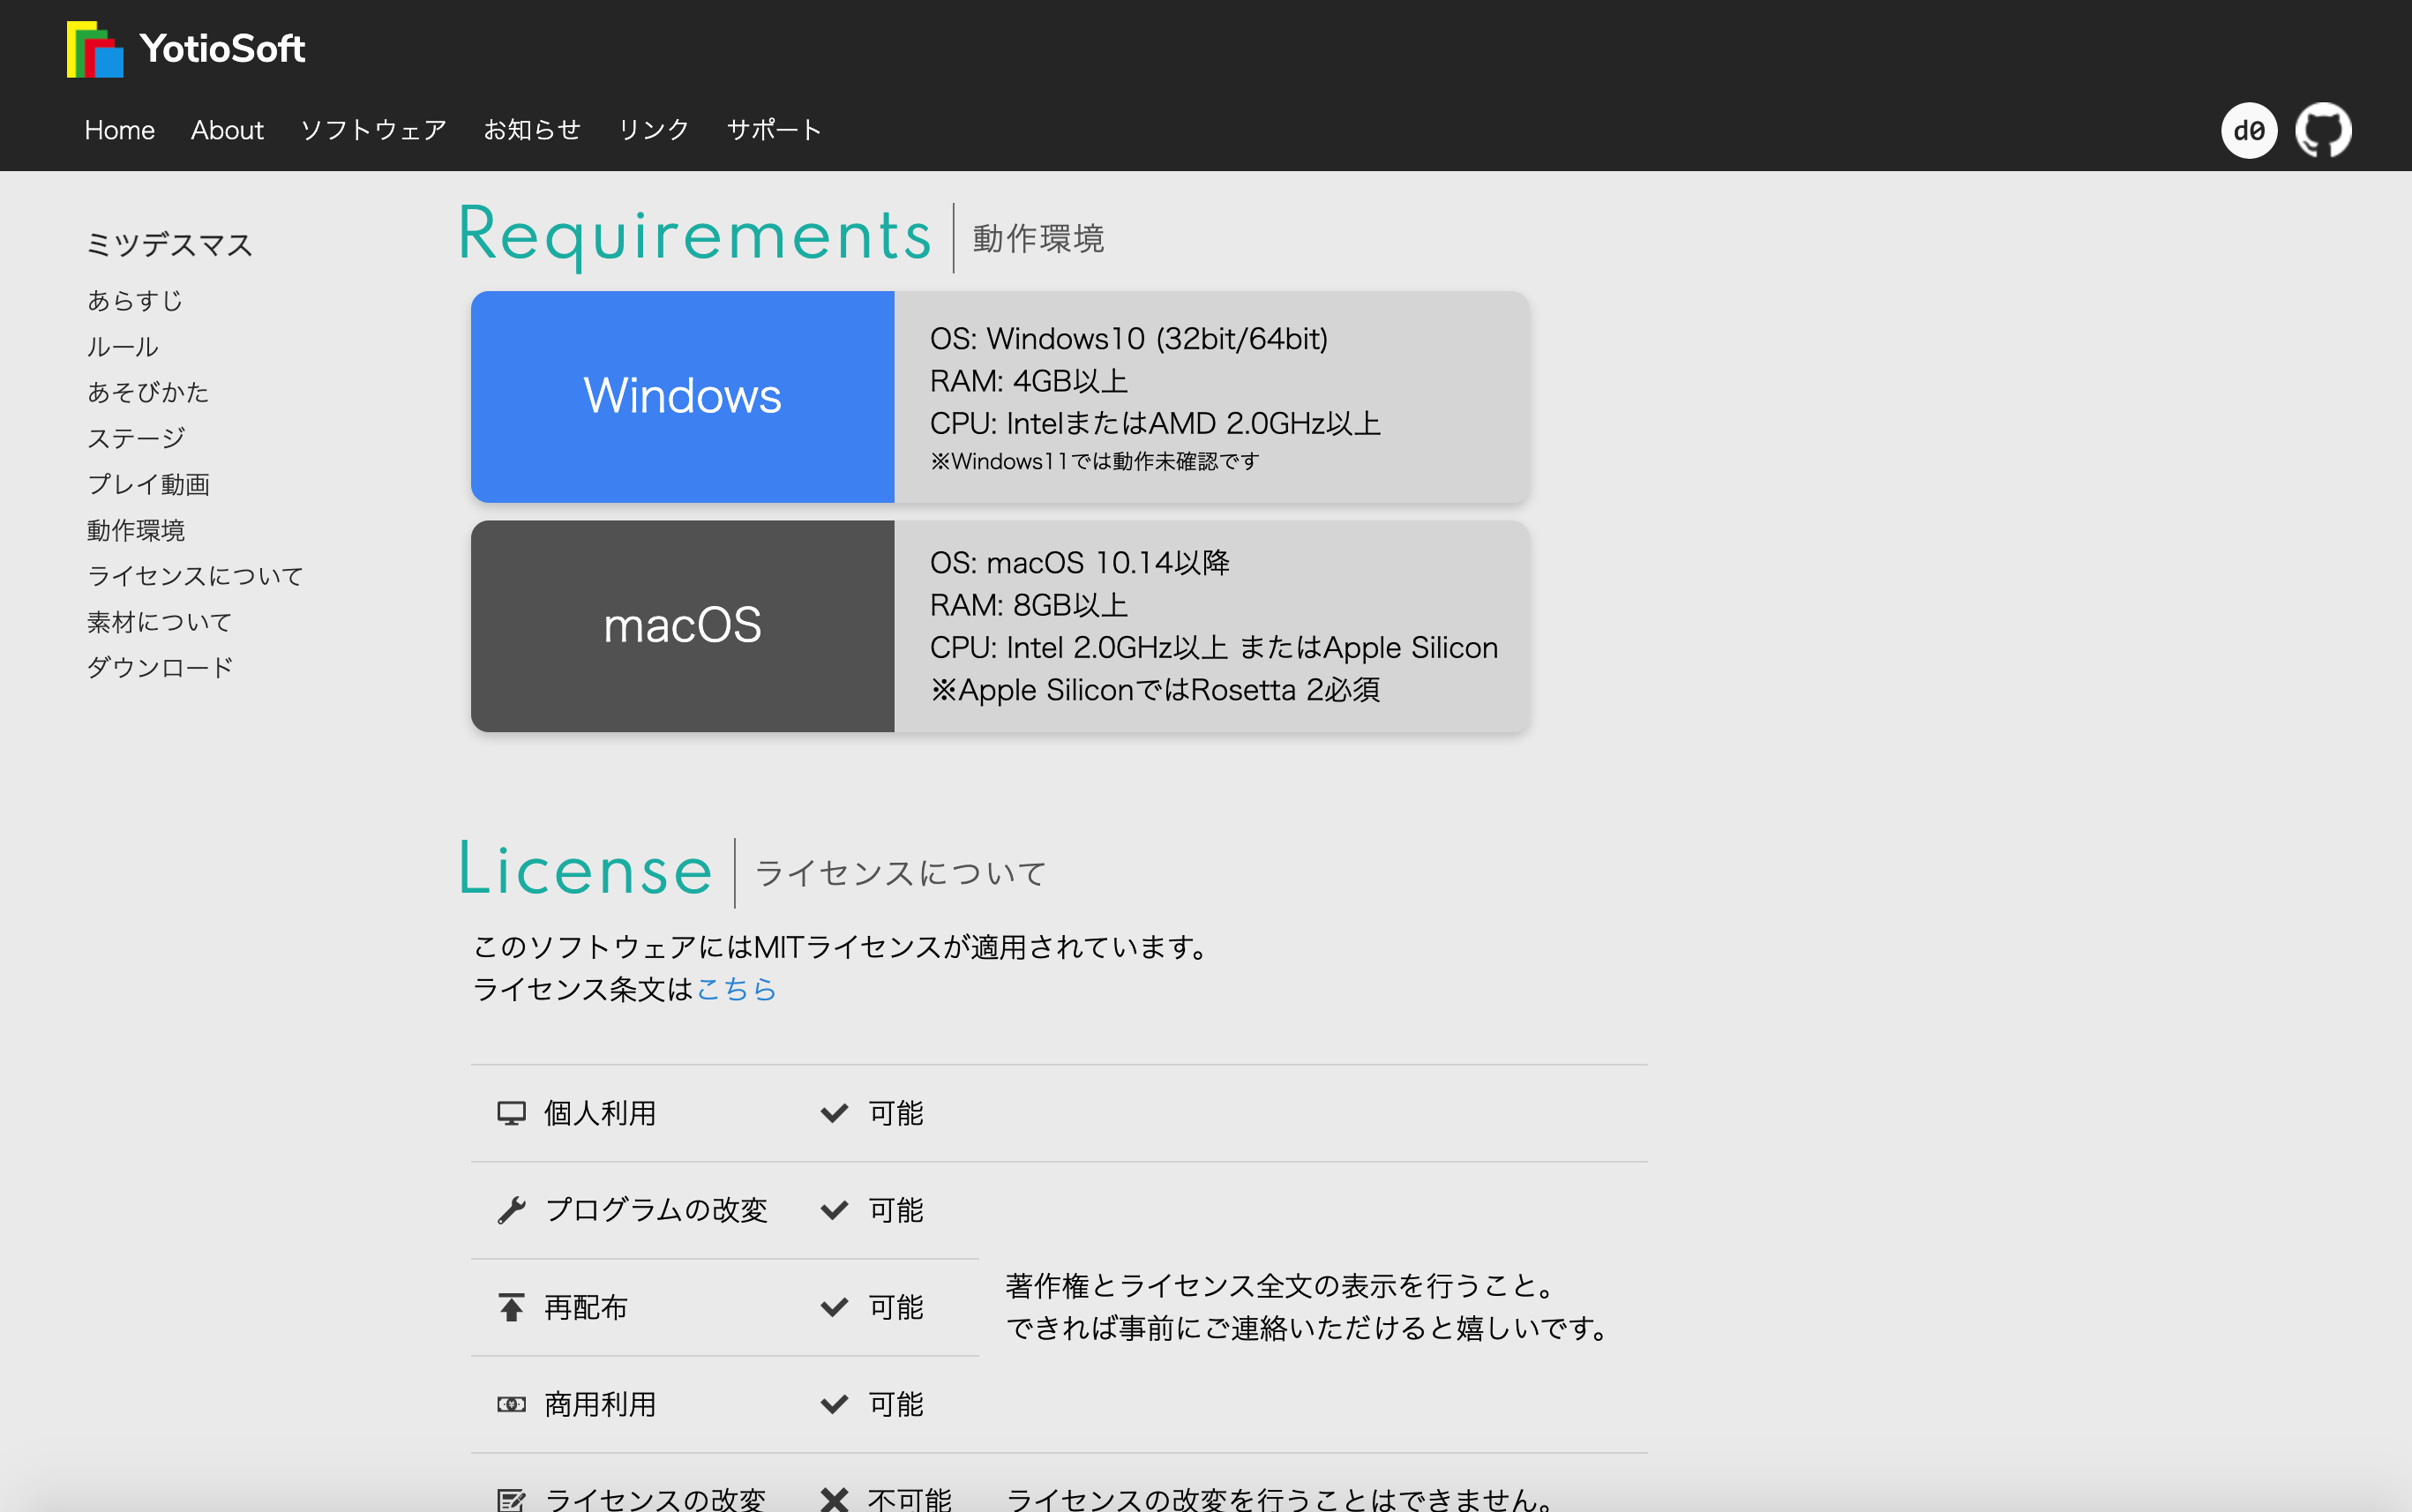 YotioSoft
Home About ソフトウェア お知らせ リンク サポート
d0
ミツデスマス
あらすじ
ルール
あそびかた
ステージ
プレイ動画
動作環境
ライセンスについて
素材について
ダウンロード
Requirements 動作環境
Windows
OS: Windows10 (32bit/64bit)
RAM: 4GB以上
CPU: IntelまたはAMD 2.0GHz以上
※Windows11では動作未確認です
macOS
OS: macOS 10.14以降
RAM: 8GB以上
CPU: Intel 2.0GHz以上 またはApple Silicon
※Apple SiliconではRosetta 2必須
License ライセンスについて
このソフトウェアにはMITライセンスが適用されています。
ライセンス条文はこちら
個人利用 可能
プログラムの改変 可能
再配布 可能
著作権とライセンス全文の表示を行うこと。
できれば事前にご連絡いただけると嬉しいです。
商用利用 可能
ライセンスの改変 不可能 ライセンスの改変を行うことはできません。